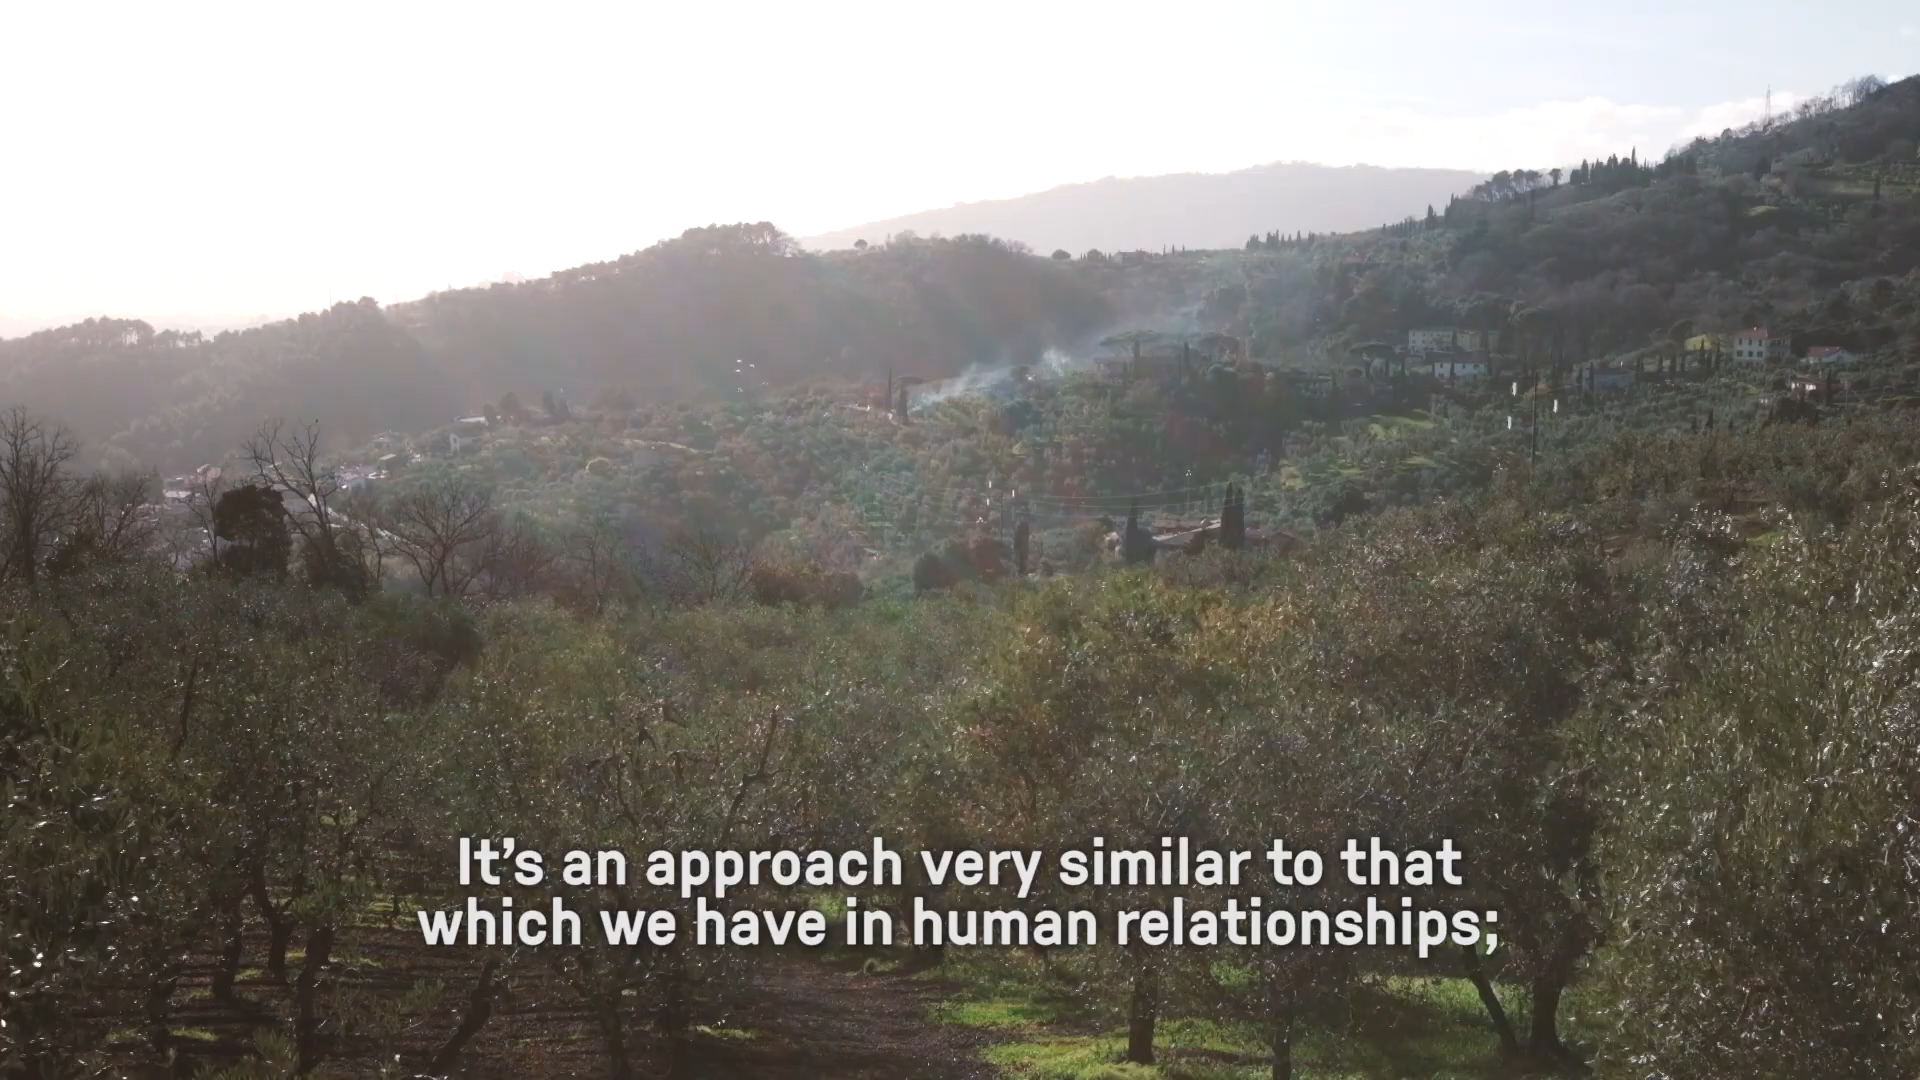 It’s an approach very similar to that
which we have in human relationships;